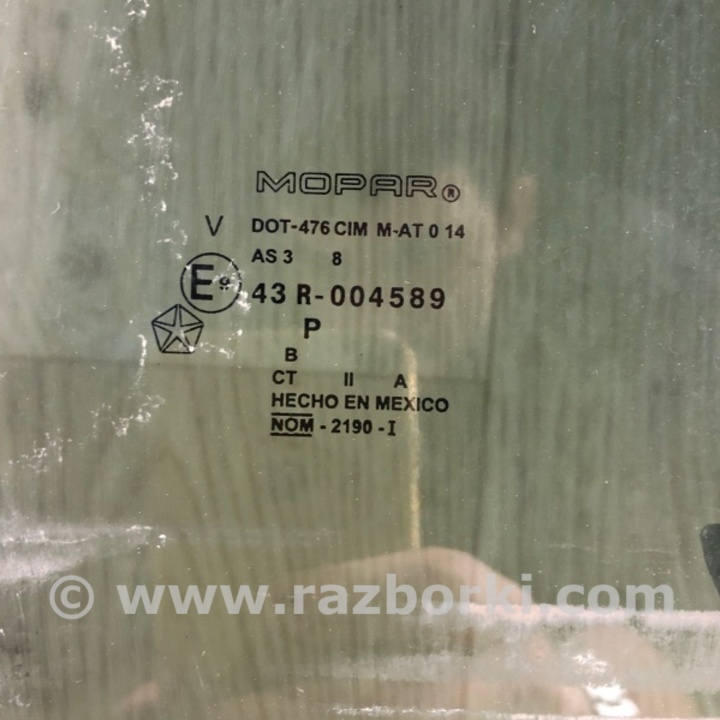 MOPAR®
V DOT-476 CIM M-AT 0 14
AS 3 8
E9 43 R-004589
P
B
CT II A
HECHO EN MEXICO
NOM - 2190 - I
© www.razborki.com